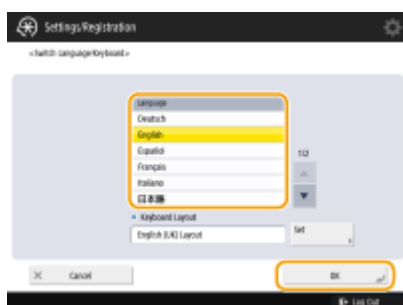 Settings/Registration
<Switch Language/Keyboard>
Language
Deutsch
English
Español
Français
Italiano
日本語
1/2
Keyboard Layout
English (UK) Layout
Set
Cancel
OK
Log Out